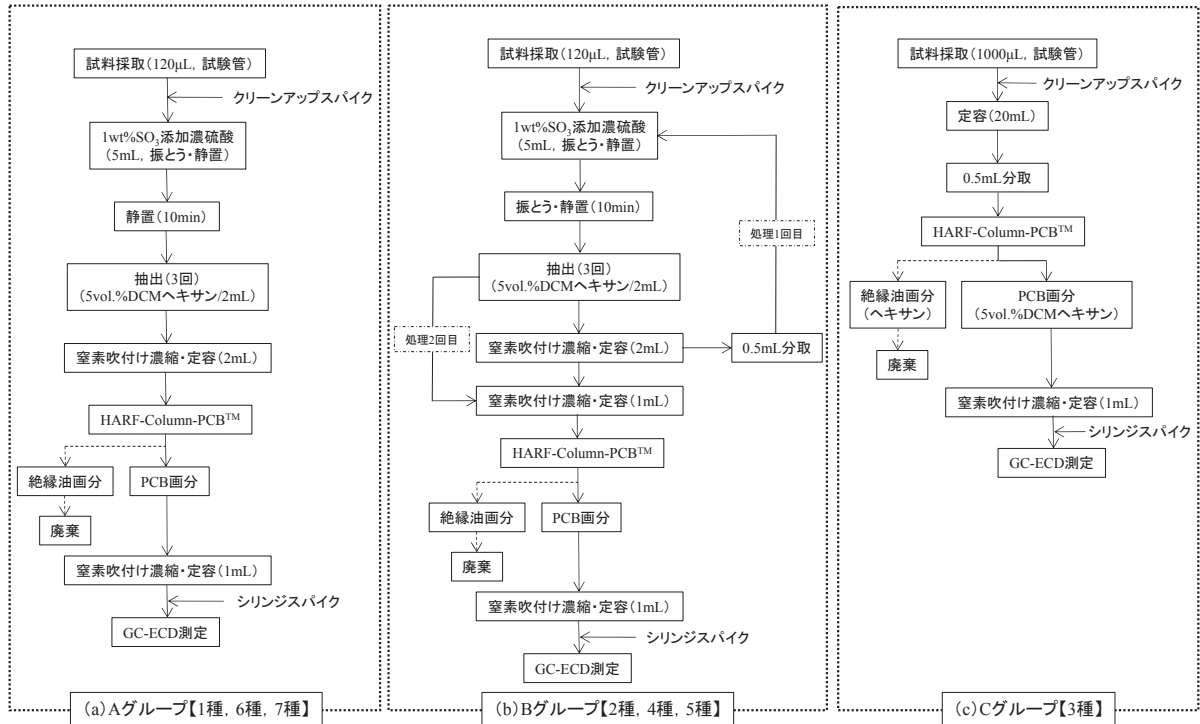 試料採取(120μL, 試験管)
クリーンアップスパイク
1wt%SO₃添加濃硫酸
(5mL, 振とう・静置)
静置(10min)
抽出(3回)
(5vol.%DCMヘキサン/2mL)
窒素吹付け濃縮・定容(2mL)
HARF-Column-PCBᵀᴹ
絶縁油画分
PCB画分
廃棄
窒素吹付け濃縮・定容(1mL)
シリンジスパイク
GC-ECD測定
(a)Aグループ【1種, 6種, 7種】
試料採取(120μL, 試験管)
クリーンアップスパイク
1wt%SO₃添加濃硫酸
(5mL, 振とう・静置)
振とう・静置(10min)
処理1回目
抽出(3回)
(5vol.%DCMヘキサン/2mL)
処理2回目
窒素吹付け濃縮・定容(2mL)
0.5mL分取
窒素吹付け濃縮・定容(1mL)
HARF-Column-PCBᵀᴹ
絶縁油画分
PCB画分
廃棄
窒素吹付け濃縮・定容(1mL)
シリンジスパイク
GC-ECD測定
(b)Bグループ【2種, 4種, 5種】
試料採取(1000μL, 試験管)
クリーンアップスパイク
定容(20mL)
0.5mL分取
HARF-Column-PCBᵀᴹ
絶縁油画分
(ヘキサン)
PCB画分
(5vol.%DCMヘキサン)
廃棄
窒素吹付け濃縮・定容(1mL)
シリンジスパイク
GC-ECD測定
(c)Cグループ【3種】